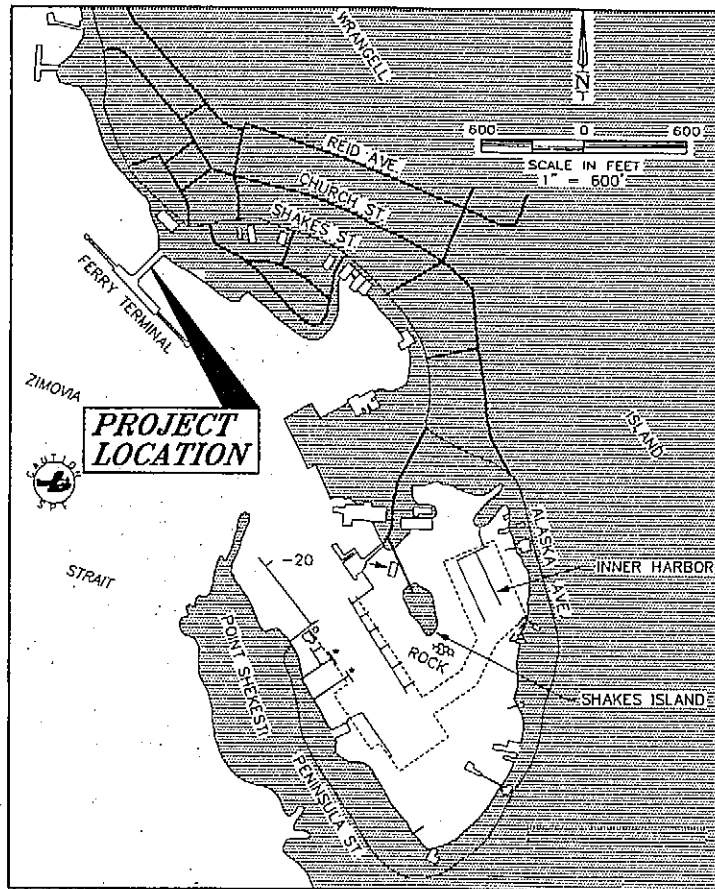 WRANGELL
N
REID AVE.
600 0 600
SCALE IN FEET
1" = 600'
CHURCH ST.
SHAKES ST.
FERRY TERMINAL
ZIMOVIA
PROJECT
LOCATION
CAUTION
ISLAND
STRAIT
-20
ALASKA AVE.
INNER HARBOR
ROCK
SHAKES ISLAND
POINT SHEKESTI
PENINSULA ST.